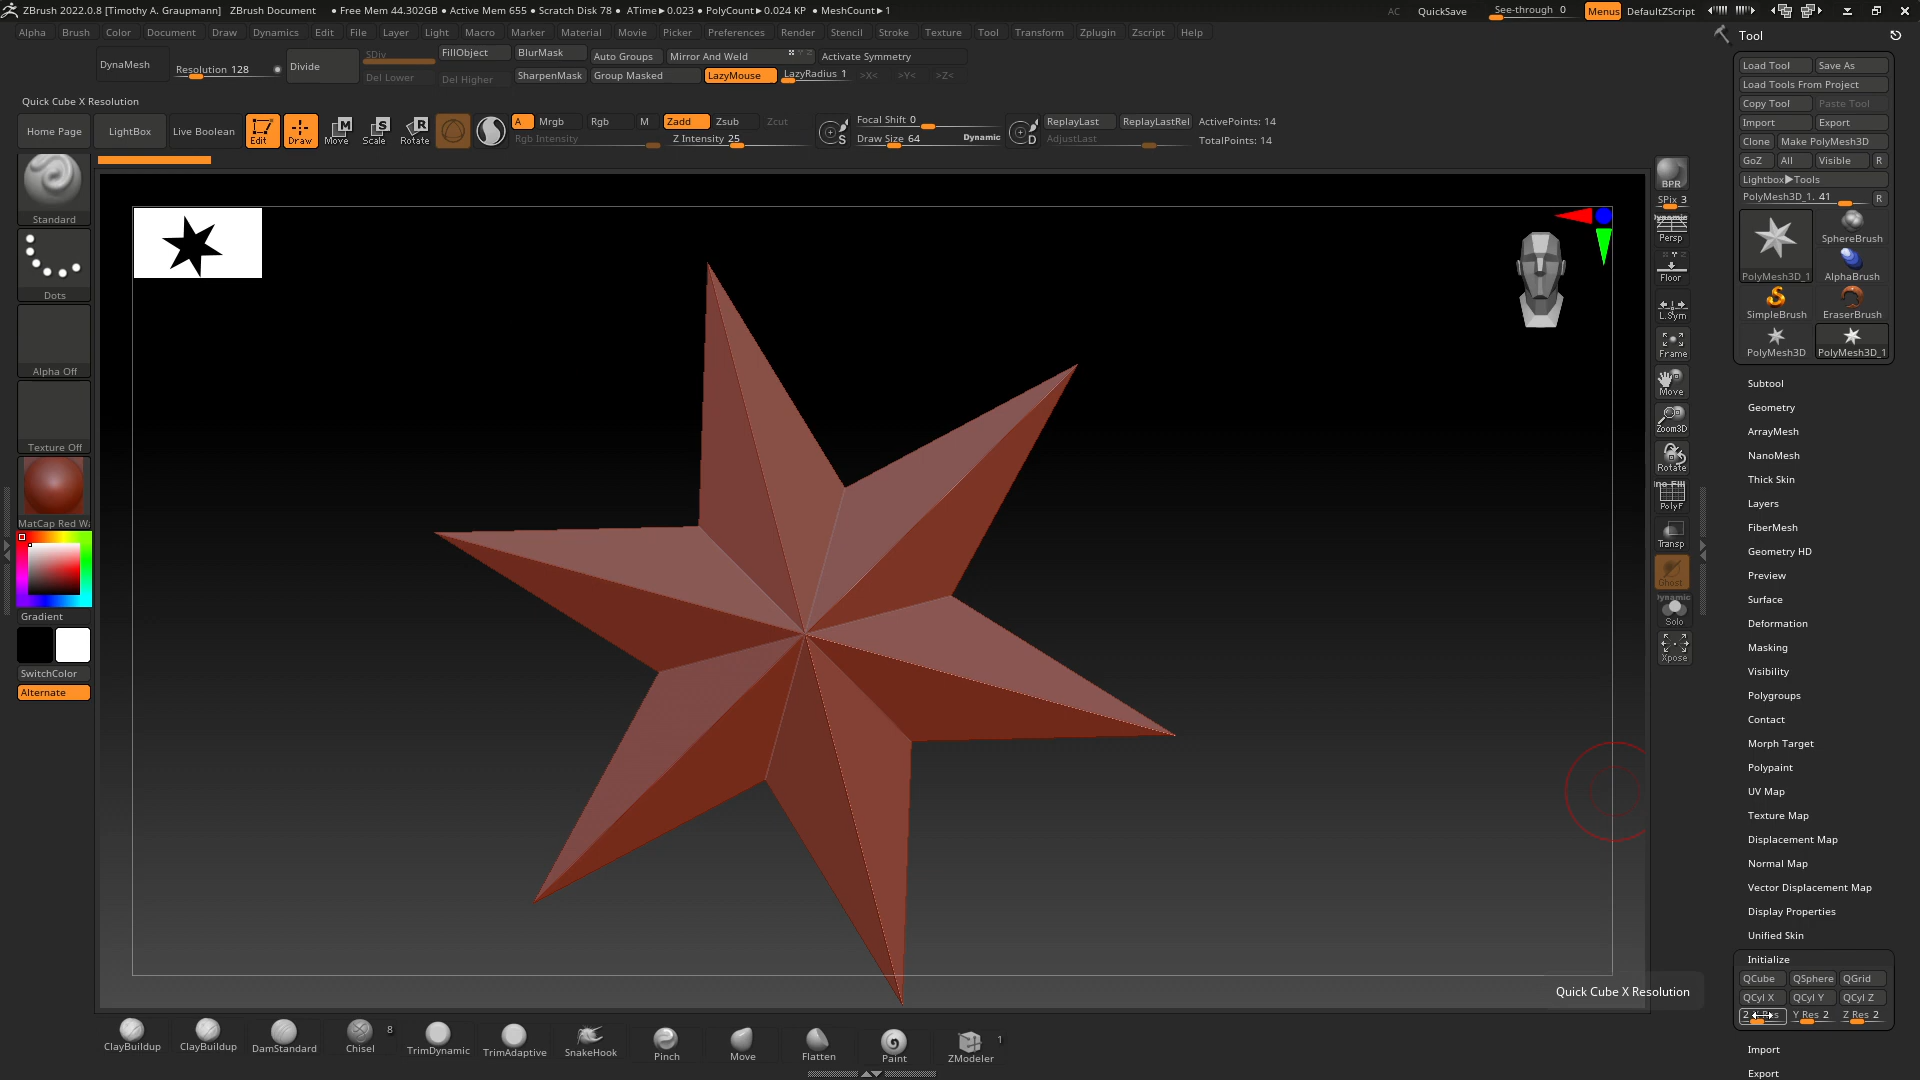 ZBrush 2022.0.8 [Timothy A. Graupmann] ZBrush Document • Free Mem 44.302GB • Active Mem 655 • Scratch Disk 78 • ATime►0.023 • PolyCount►0.024 KP • MeshCount►1 AC QuickSave See-through 0 Menus DefaultZScript
Alpha Brush Color Document Draw Dynamics Edit File Layer Light Macro Marker Material Movie Picker Preferences Render Stencil Stroke Texture Tool Transform Zplugin Zscript Help
DynaMesh Resolution 128 Divide SDiv Del Lower FillObject Del Higher BlurMask SharpenMask Auto Groups Group Masked Mirror And Weld LazyMouse LazyRadius 1 Activate Symmetry >X< >Y< >Z<
Quick Cube X Resolution
Home Page LightBox Live Boolean Edit Draw Move Scale Rotate
A Mrgb Rgb M Zadd Zsub Zcut
Rgb Intensity Z Intensity 25
Focal Shift 0
Draw Size 64 Dynamic
ReplayLast ReplayLastRel ActivePoints: 14
AdjustLast TotalPoints: 14
Standard
Dots
Alpha Off
Texture Off
MatCap Red Wa
Gradient
SwitchColor
Alternate
BPR
SPix 3
Dynamic
Persp
Floor
L.Sym
Frame
Move
Zoom3D
Rotate
Line Fill
PolyF
Transp
Ghost
Dynamic
Solo
Xpose
Quick Cube X Resolution
ClayBuildup ClayBuildup DamStandard Chisel 8 TrimDynamic TrimAdaptive SnakeHook Pinch Move Flatten Paint ZModeler 1
Tool
Load Tool Save As
Load Tools From Project
Copy Tool Paste Tool
Import Export
Clone Make PolyMesh3D
GoZ All Visible R
Lightbox►Tools
PolyMesh3D_1. 41 R
PolyMesh3D_1 SphereBrush
AlphaBrush
SimpleBrush EraserBrush
PolyMesh3D PolyMesh3D_1
Subtool
Geometry
ArrayMesh
NanoMesh
Thick Skin
Layers
FiberMesh
Geometry HD
Preview
Surface
Deformation
Masking
Visibility
Polygroups
Contact
Morph Target
Polypaint
UV Map
Texture Map
Displacement Map
Normal Map
Vector Displacement Map
Display Properties
Unified Skin
Initialize
QCube QSphere QGrid
QCyl X QCyl Y QCyl Z
2 Y Res 2 Z Res 2
Import
Export